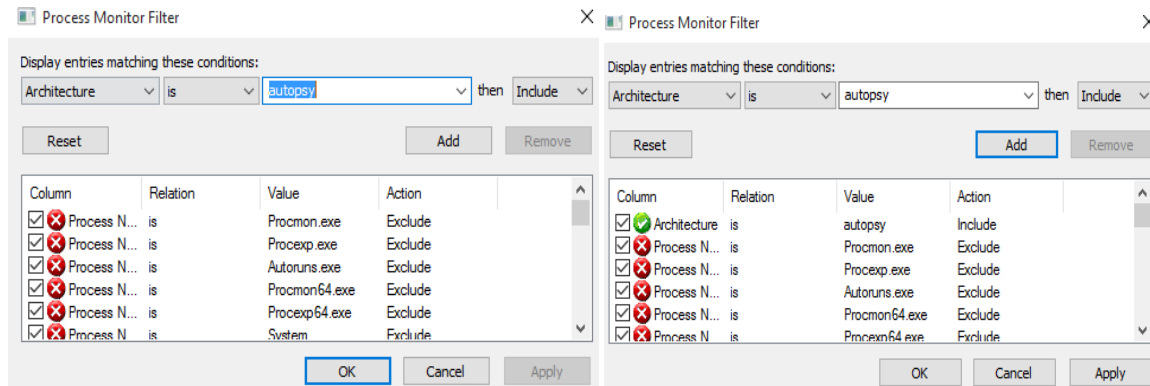 Process Monitor Filter
Display entries matching these conditions:
Architecture is autopsy then Include
Reset Add Remove
Column Relation Value Action
Process N... is Procmon.exe Exclude
Process N... is Procexp.exe Exclude
Process N... is Autoruns.exe Exclude
Process N... is Procmon64.exe Exclude
Process N... is Procexp64.exe Exclude
Process N is System Exclude
OK Cancel Apply
Process Monitor Filter
Display entries matching these conditions:
Architecture is autopsy then Include
Reset Add Remove
Column Relation Value Action
Architecture is autopsy Include
Process N... is Procmon.exe Exclude
Process N... is Procexp.exe Exclude
Process N... is Autoruns.exe Exclude
Process N... is Procmon64.exe Exclude
Process N is Procexp64.exe Exclude
OK Cancel Apply